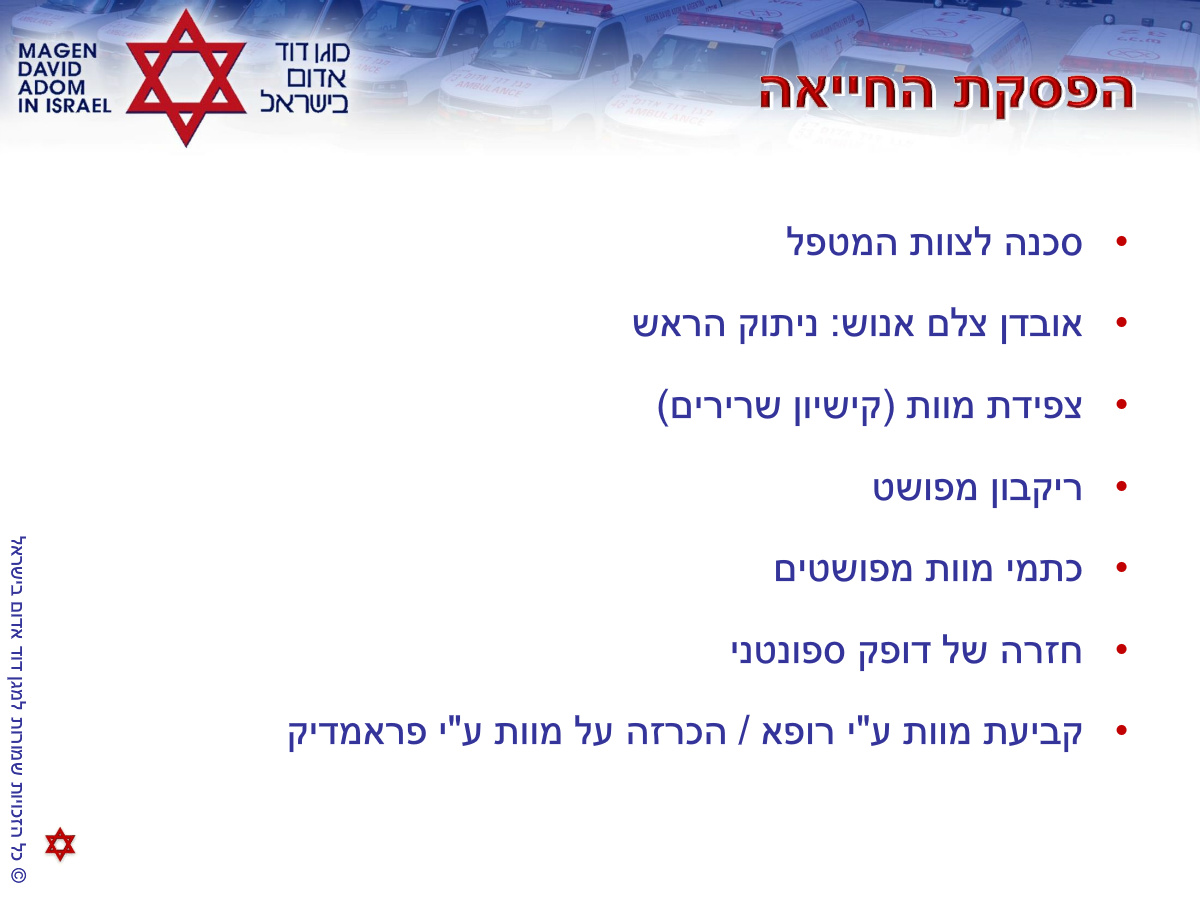 MAGEN
DAVID
ADOM
IN ISRAEL
מגן דוד
אדום
בישראל
הפסקת החייאה
• סכנה לצוות המטפל
• אובדן צלם אנוש: ניתוק הראש
• צפידת מוות (קישיון שרירים)
• ריקבון מפושט
• כתמי מוות מפושטים
• חזרה של דופק ספונטני
• קביעת מוות ע"י רופא / הכרזה על מוות ע"י פראמדיק
© כל הזכויות שמורות למגן דוד אדום בישראל